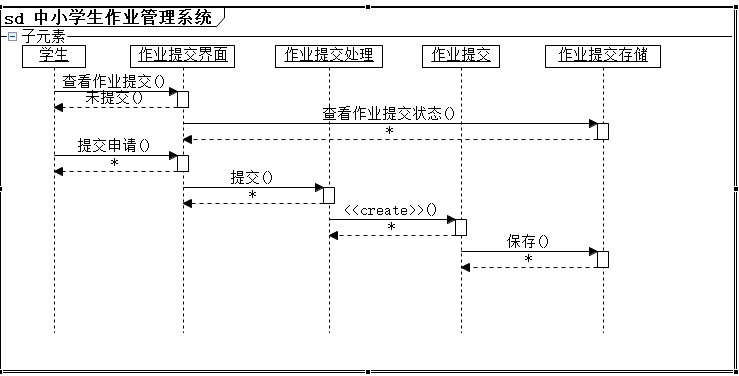 sd 中小学生作业管理系统
子元素
学生 作业提交界面 作业提交处理 作业提交 作业提交存储
查看作业提交()
未提交()
查看作业提交状态()
*
提交申请()
*
提交()
*
<<create>>()
*
保存()
*